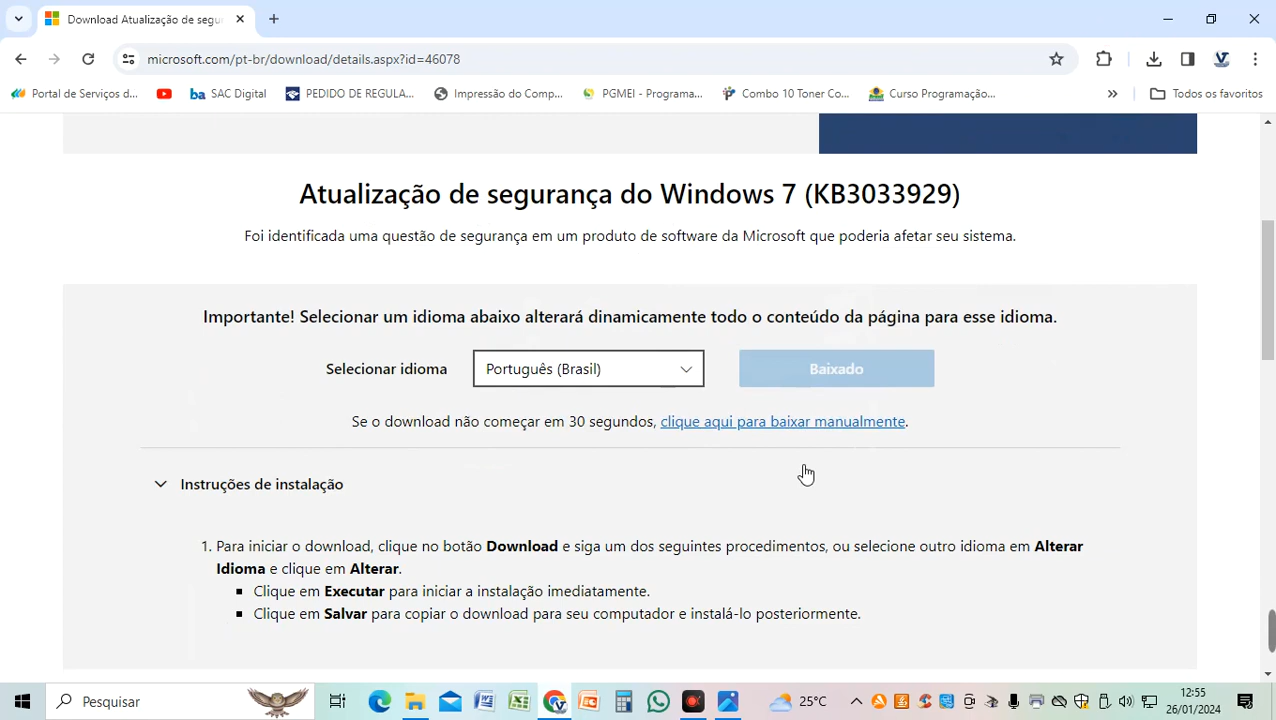 Download Atualização de segur
microsoft.com/pt-br/download/details.aspx?id=46078
Portal de Serviços d...
ba SAC Digital
PEDIDO DE REGULA...
Impressão do Comp...
PGMEI - Programa...
Combo 10 Toner Co...
Curso Programação...
»
Todos os favoritos
Atualização de segurança do Windows 7 (KB3033929)
Foi identificada uma questão de segurança em um produto de software da Microsoft que poderia afetar seu sistema.
Importante! Selecionar um idioma abaixo alterará dinamicamente todo o conteúdo da página para esse idioma.
Selecionar idioma
Português (Brasil)
Baixado
Se o download não começar em 30 segundos, clique aqui para baixar manualmente.
Instruções de instalação
1. Para iniciar o download, clique no botão Download e siga um dos seguintes procedimentos, ou selecione outro idioma em Alterar
Idioma e clique em Alterar.
Clique em Executar para iniciar a instalação imediatamente.
Clique em Salvar para copiar o download para seu computador e instalá-lo posteriormente.
Pesquisar
25°C
12:55
26/01/2024